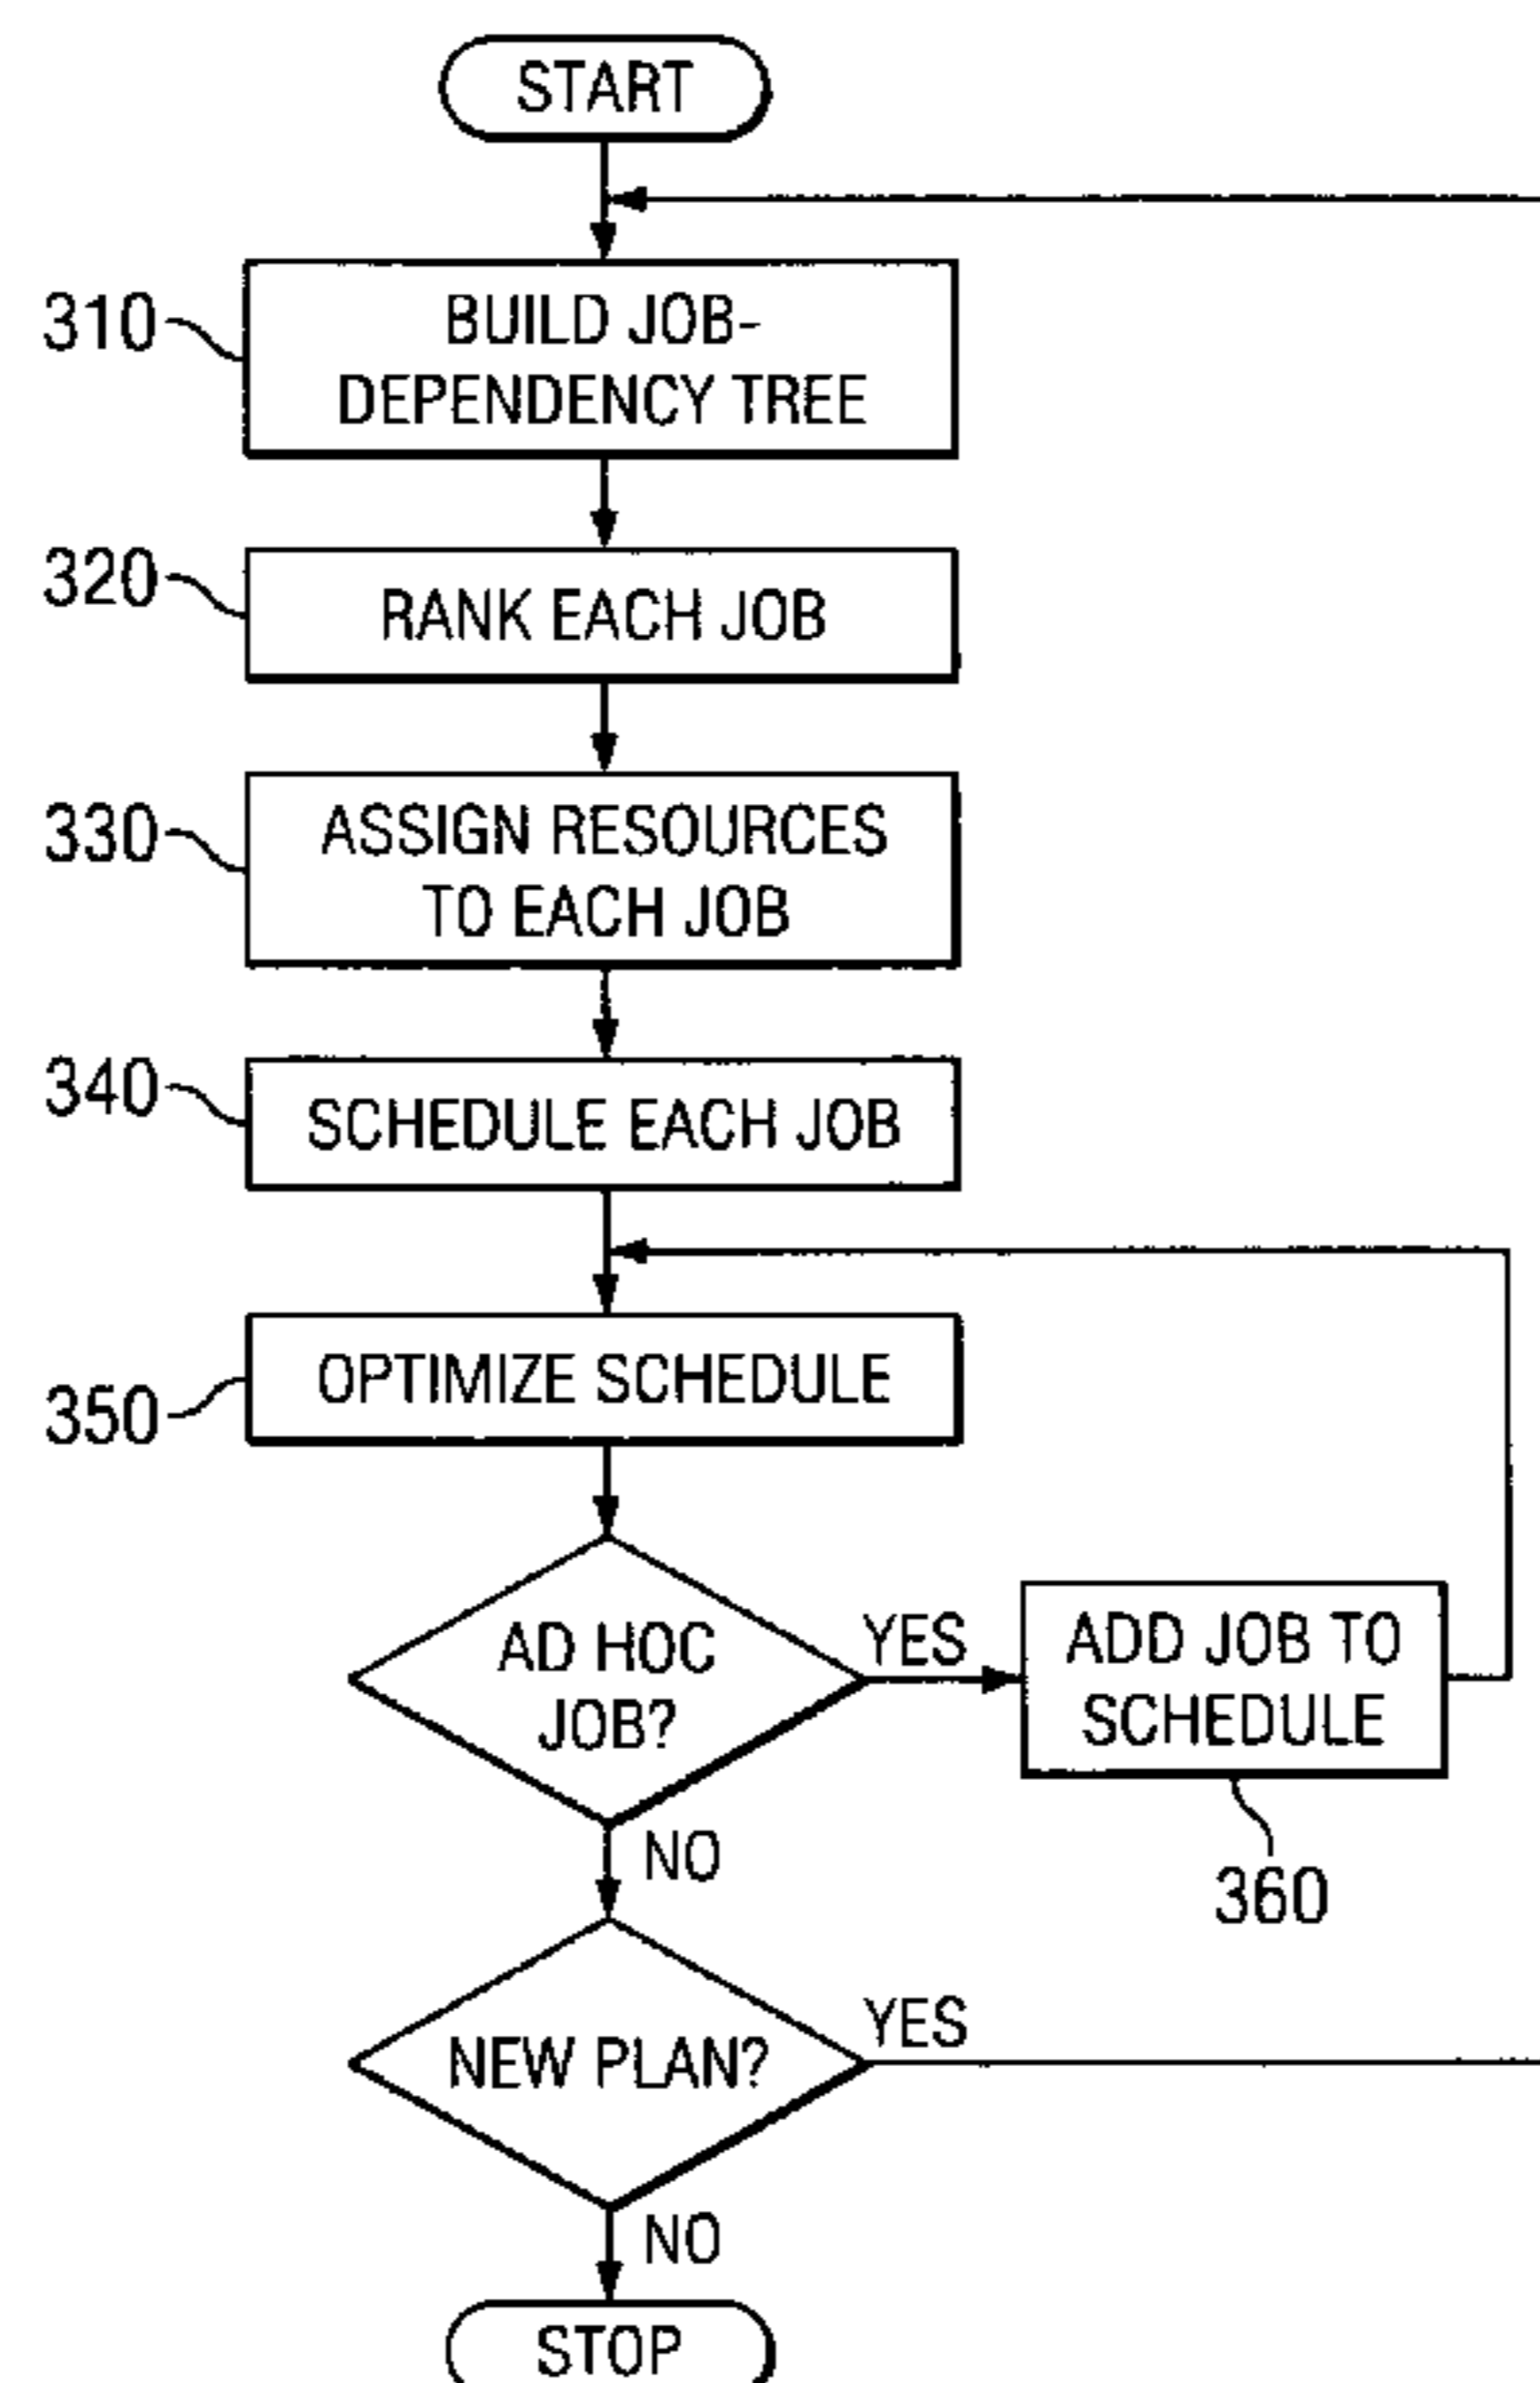 START
310
BUILD JOB-
DEPENDENCY TREE
320
RANK EACH JOB
330
ASSIGN RESOURCES
TO EACH JOB
340
SCHEDULE EACH JOB
350
OPTIMIZE SCHEDULE
AD HOC
JOB?
YES
ADD JOB TO
SCHEDULE
360
NO
NEW PLAN?
YES
NO
STOP